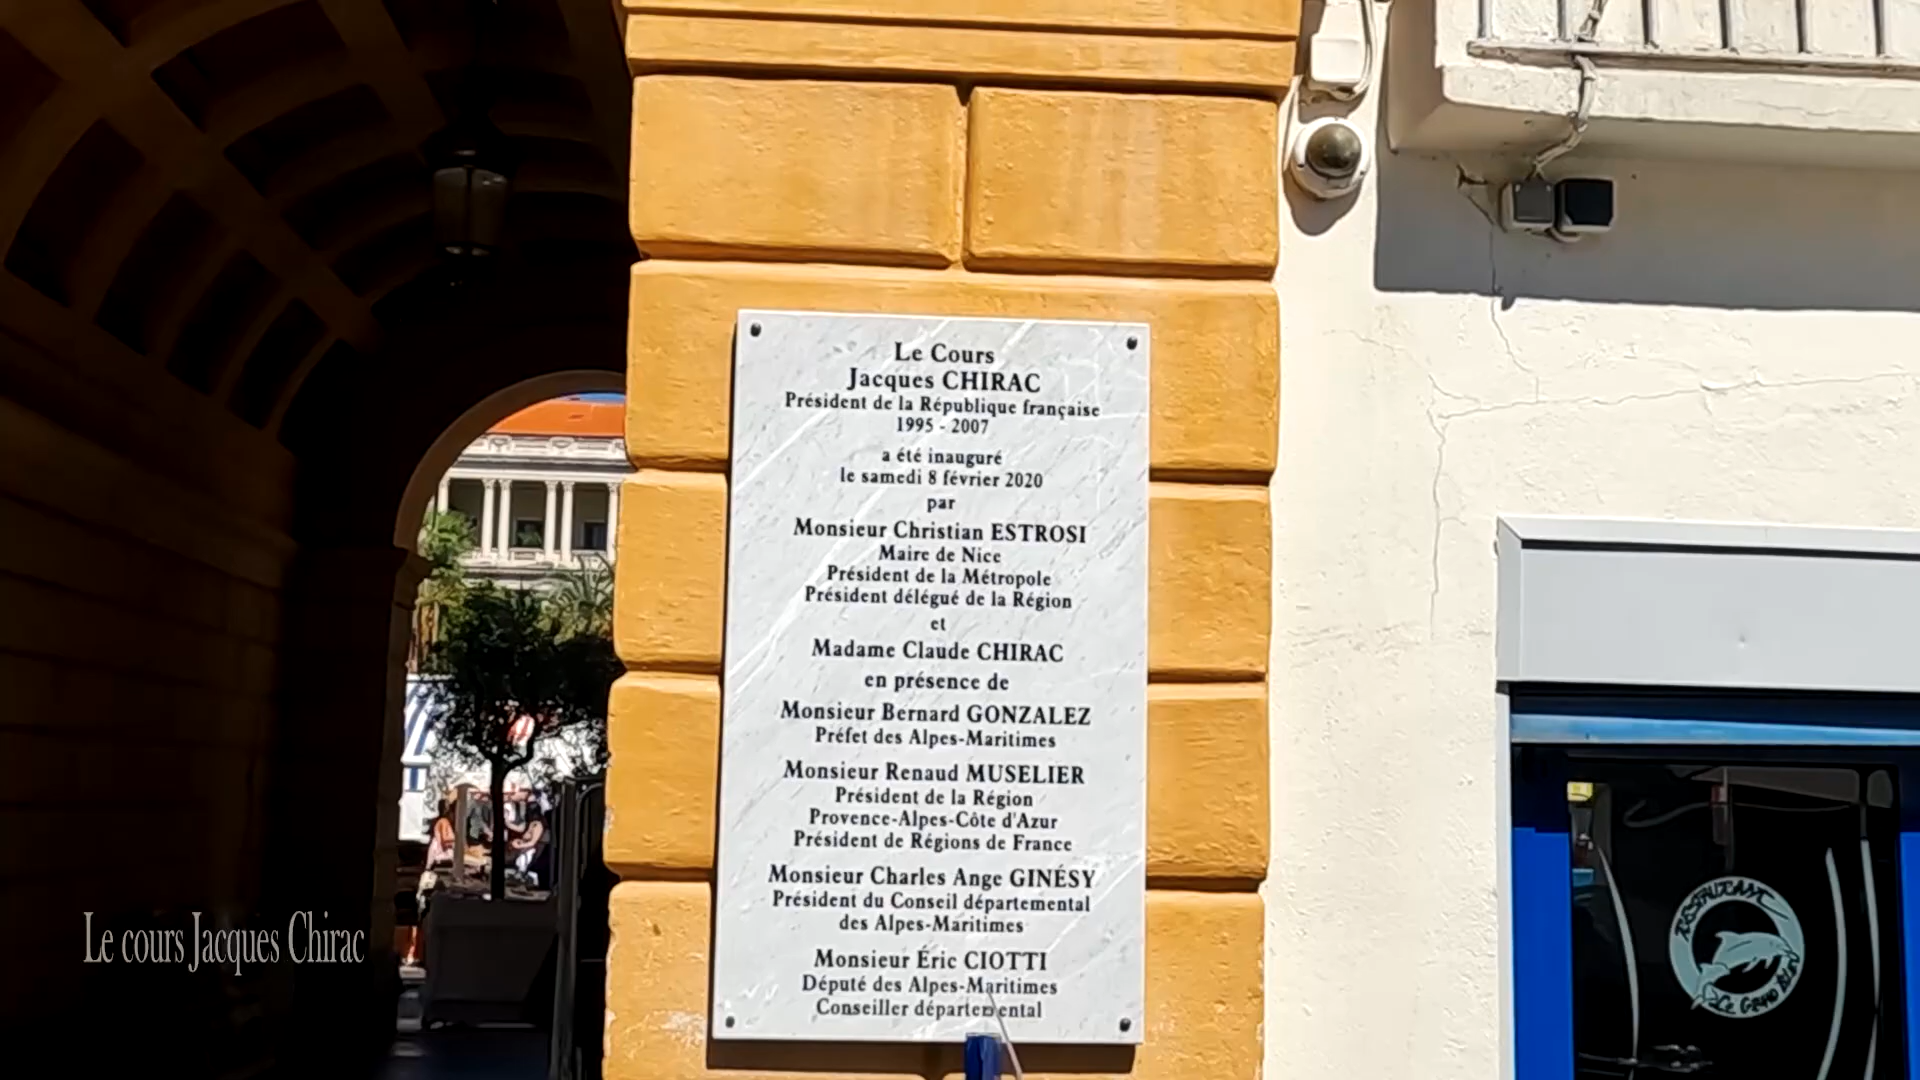 Le Cours
Jacques CHIRAC
Président de la République française
1995 - 2007
a été inauguré
le samedi 8 février 2020
par
Monsieur Christian ESTROSI
Maire de Nice
Président de la Métropole
Président délégué de la Région
et
Madame Claude CHIRAC
en présence de
Monsieur Bernard GONZALEZ
Préfet des Alpes-Maritimes
Monsieur Renaud MUSELIER
Président de la Région
Provence-Alpes-Côte d'Azur
Président de Régions de France
Monsieur Charles Ange GINÉSY
Président du Conseil départemental
des Alpes-Maritimes
Monsieur Éric CIOTTI
Député des Alpes-Maritimes
Conseiller départemental
Le cours Jacques Chirac
RESTAURANT
Le Grand Bleu